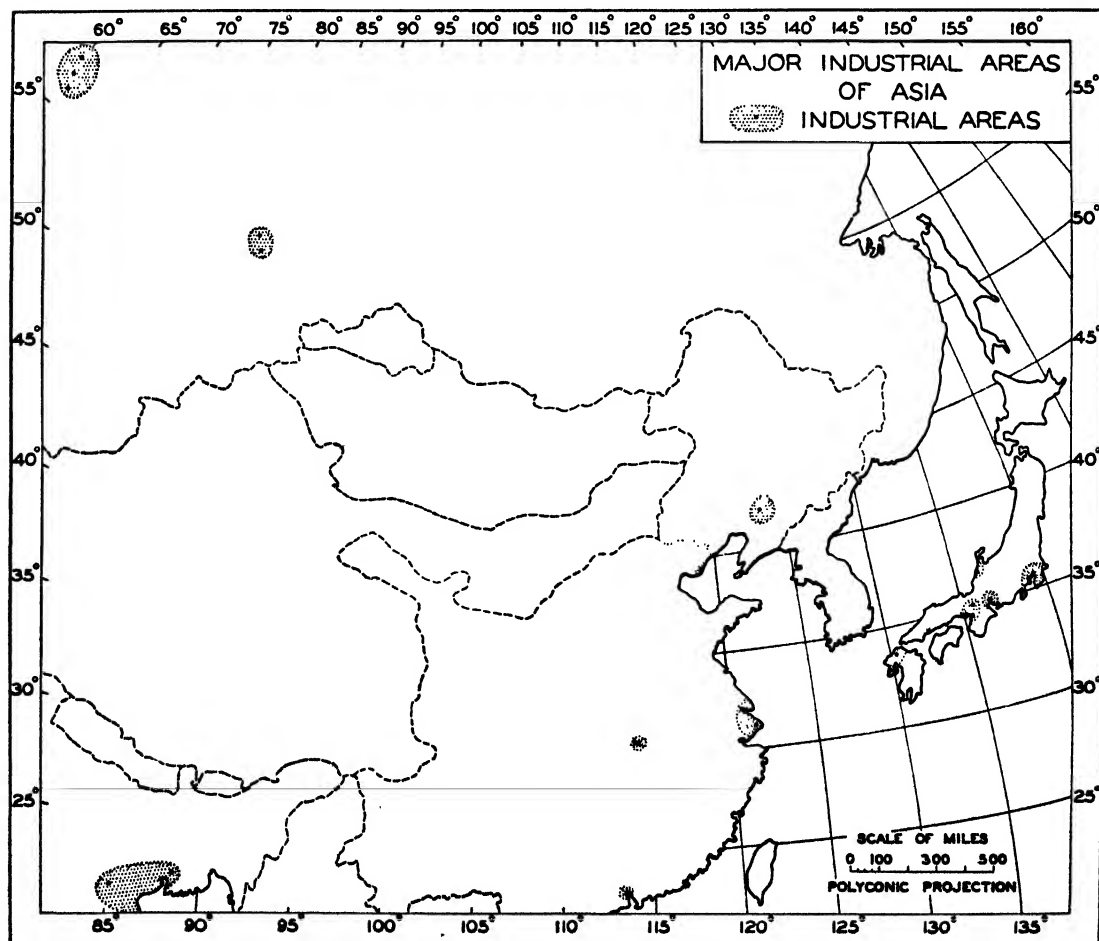 60° 65° 70° 75° 80° 85° 90° 95° 100° 105° 110° 115° 120° 125° 130° 135° 140° 145° 150° 155° 160°
MAJOR INDUSTRIAL AREAS
OF ASIA
INDUSTRIAL AREAS
55° 55°
50° 50°
45° 45°
40° 40°
35° 35°
30° 30°
25° 25°
SCALE OF MILES
0 100 300 500
POLYCONIC PROJECTION
85° 90° 95° 100° 105° 110° 115° 120° 125° 130° 135°